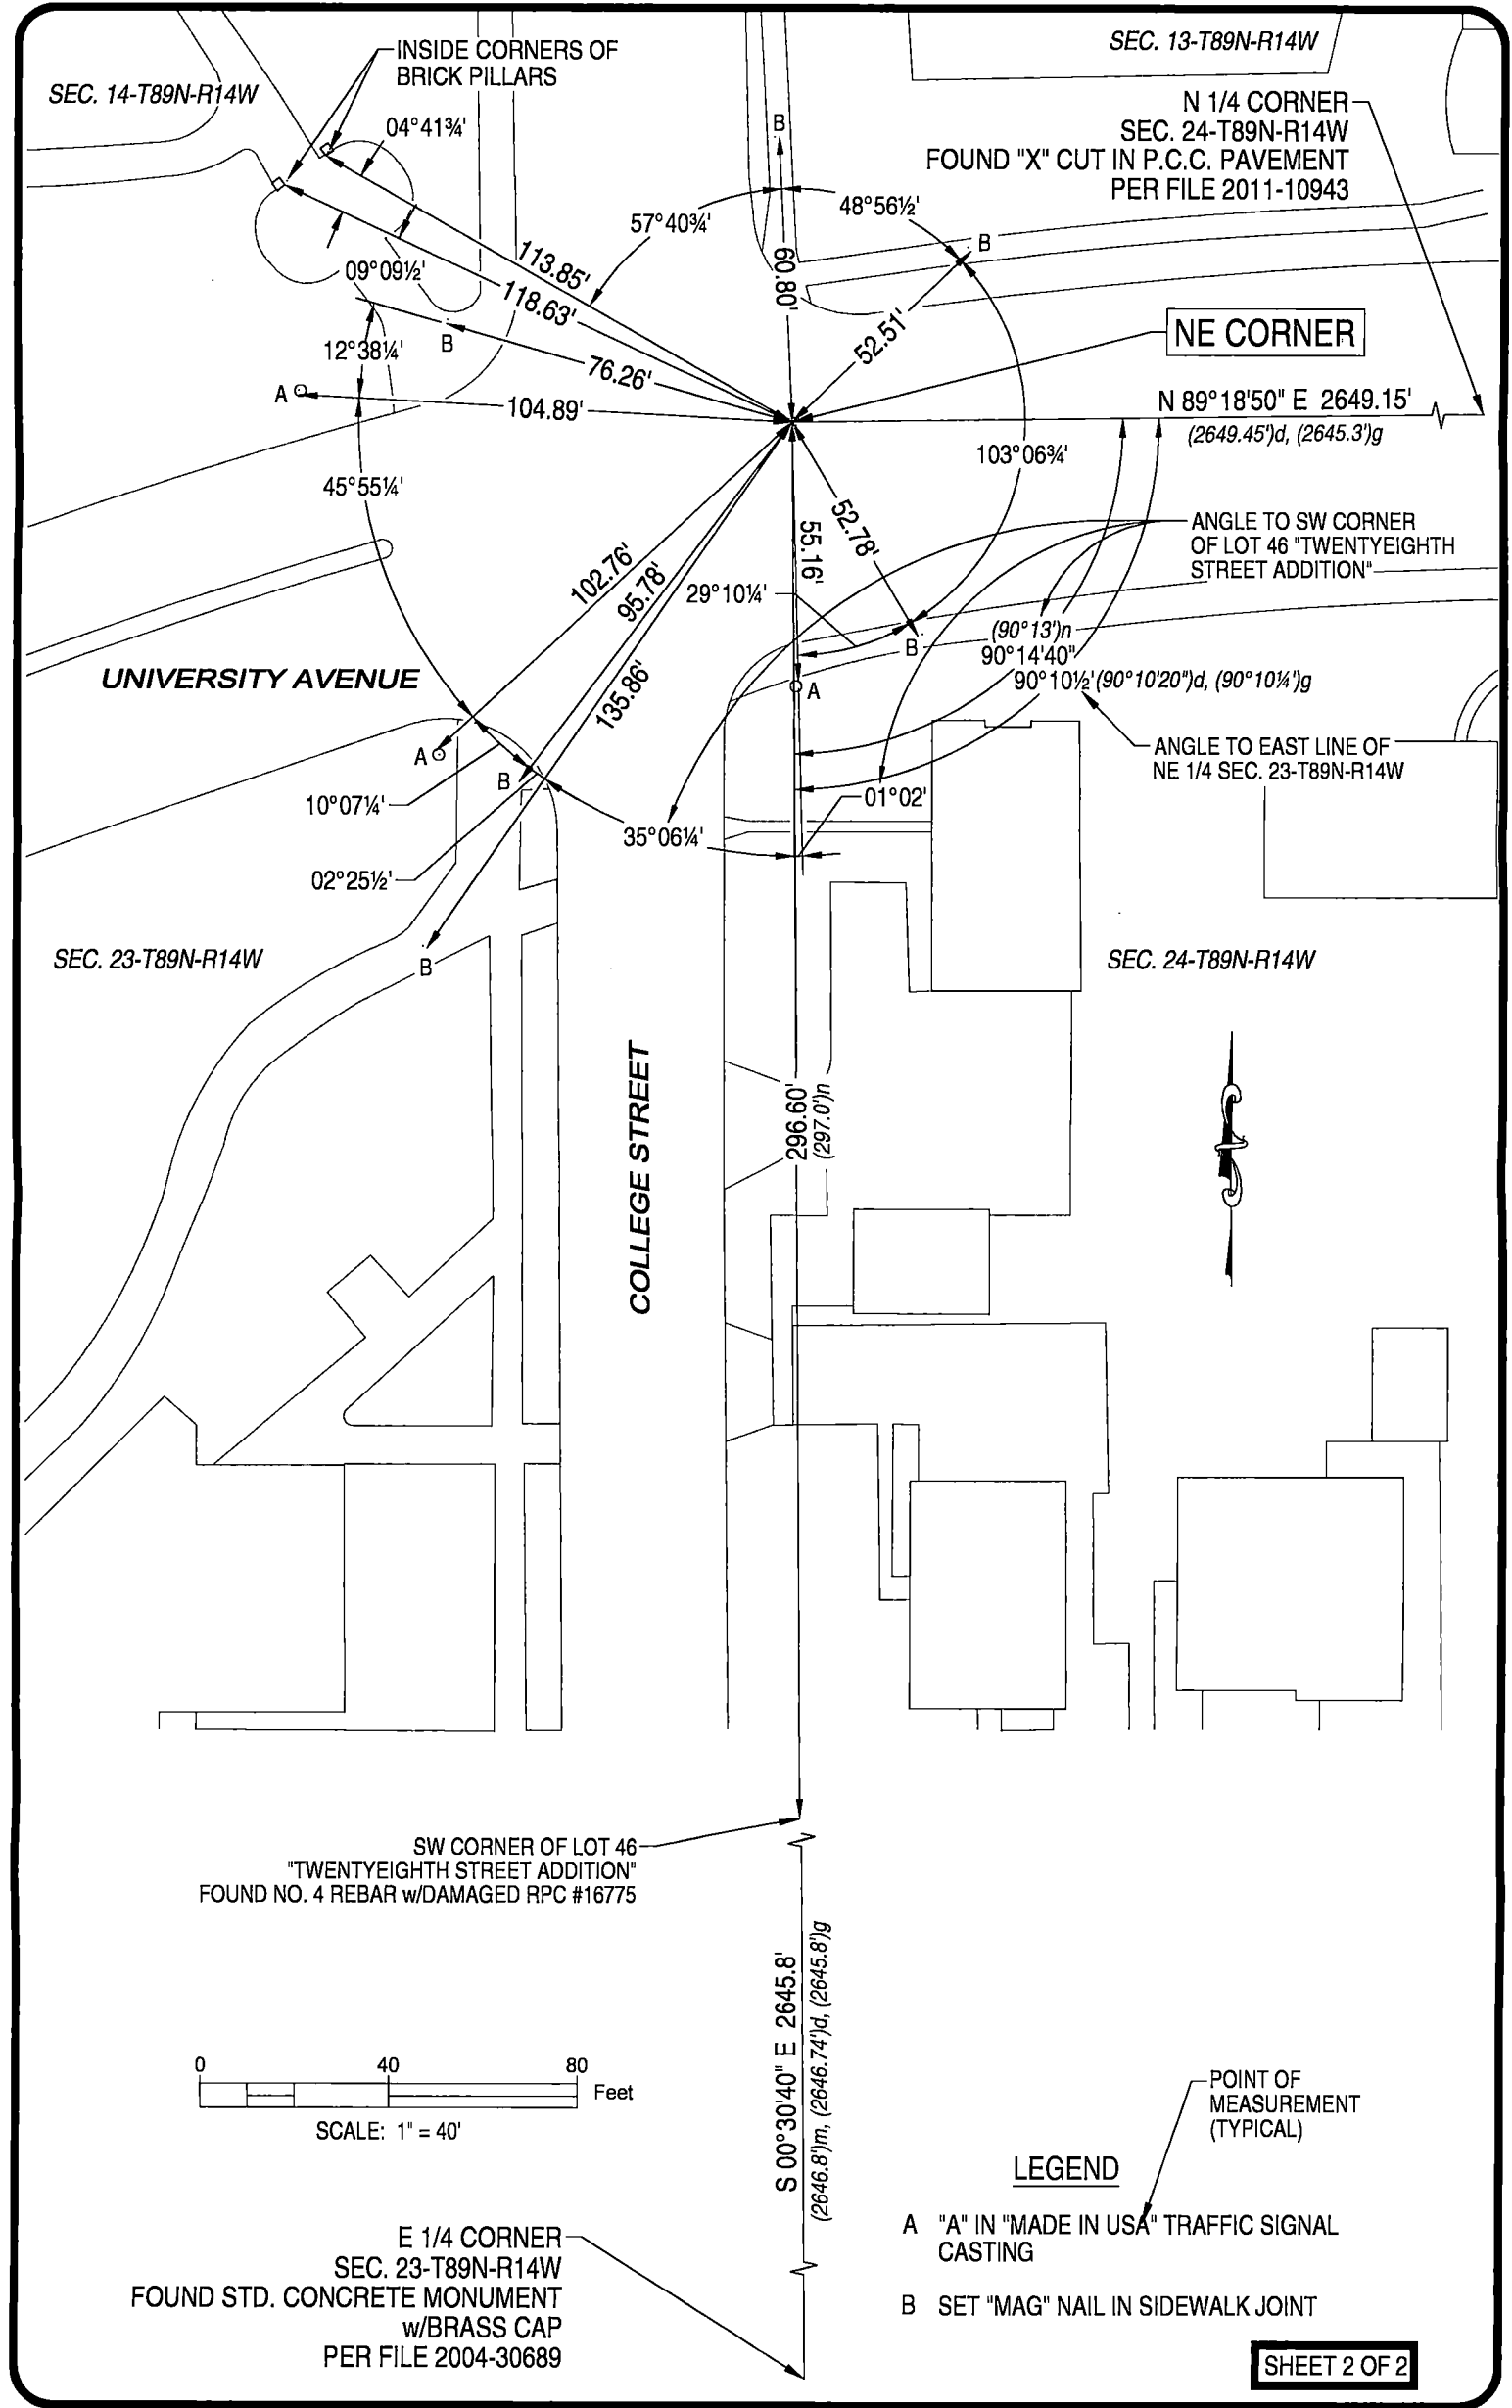 INSIDE CORNERS OF
BRICK PILLARS
SEC. 14-T89N-R14W
04°41¾'
SEC. 13-T89N-R14W
N 1/4 CORNER
SEC. 24-T89N-R14W
FOUND "X" CUT IN P.C.C. PAVEMENT
PER FILE 2011-10943
B
48°56½'
57°40¾'
B
60.80'
113.85'
118.63'
09°09½'
52.51'
NE CORNER
12°38¼'
B
76.26'
A
104.89'
N 89°18'50" E 2649.15'
(2649.45')d, (2645.3')g
103°06¾'
45°55¼'
52.78'
55.16'
ANGLE TO SW CORNER
OF LOT 46 "TWENTYEIGHTH
STREET ADDITION"
102.76'
95.78'
135.86'
29°10¼'
(90°13')n
90°14'40"
90°10½'(90°10'20")d, (90°10¼')g
B
A
UNIVERSITY AVENUE
A
B
ANGLE TO EAST LINE OF
NE 1/4 SEC. 23-T89N-R14W
10°07¼'
01°02'
35°06¼'
02°25½'
SEC. 23-T89N-R14W
B
SEC. 24-T89N-R14W
COLLEGE STREET
296.60'
(297.0')n
SW CORNER OF LOT 46
"TWENTYEIGHTH STREET ADDITION"
FOUND NO. 4 REBAR w/DAMAGED RPC #16775
S 00°30'40" E 2645.8'
(2646.8')m, (2646.74')d, (2645.8')g
0 40 80
Feet
SCALE: 1" = 40'
POINT OF
MEASUREMENT
(TYPICAL)
LEGEND
A "A" IN "MADE IN USA" TRAFFIC SIGNAL
CASTING
B SET "MAG" NAIL IN SIDEWALK JOINT
E 1/4 CORNER
SEC. 23-T89N-R14W
FOUND STD. CONCRETE MONUMENT
w/BRASS CAP
PER FILE 2004-30689
SHEET 2 OF 2